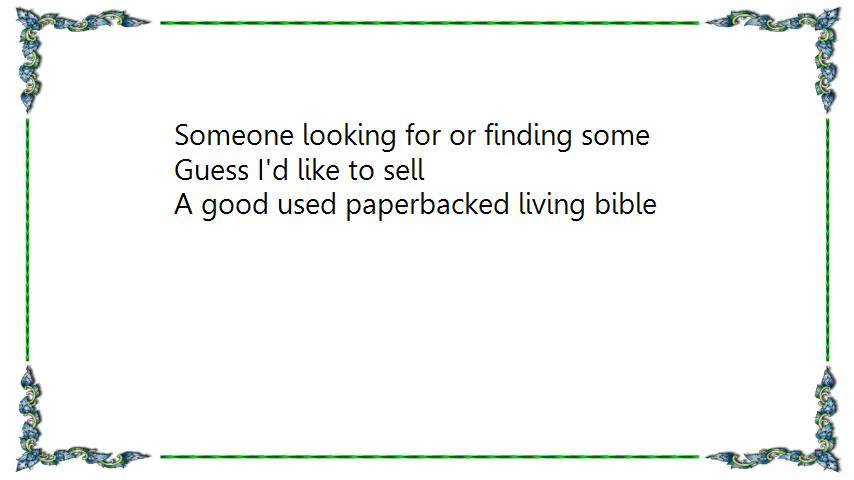 Someone looking for or finding some
Guess I'd like to sell
A good used paperbacked living bible